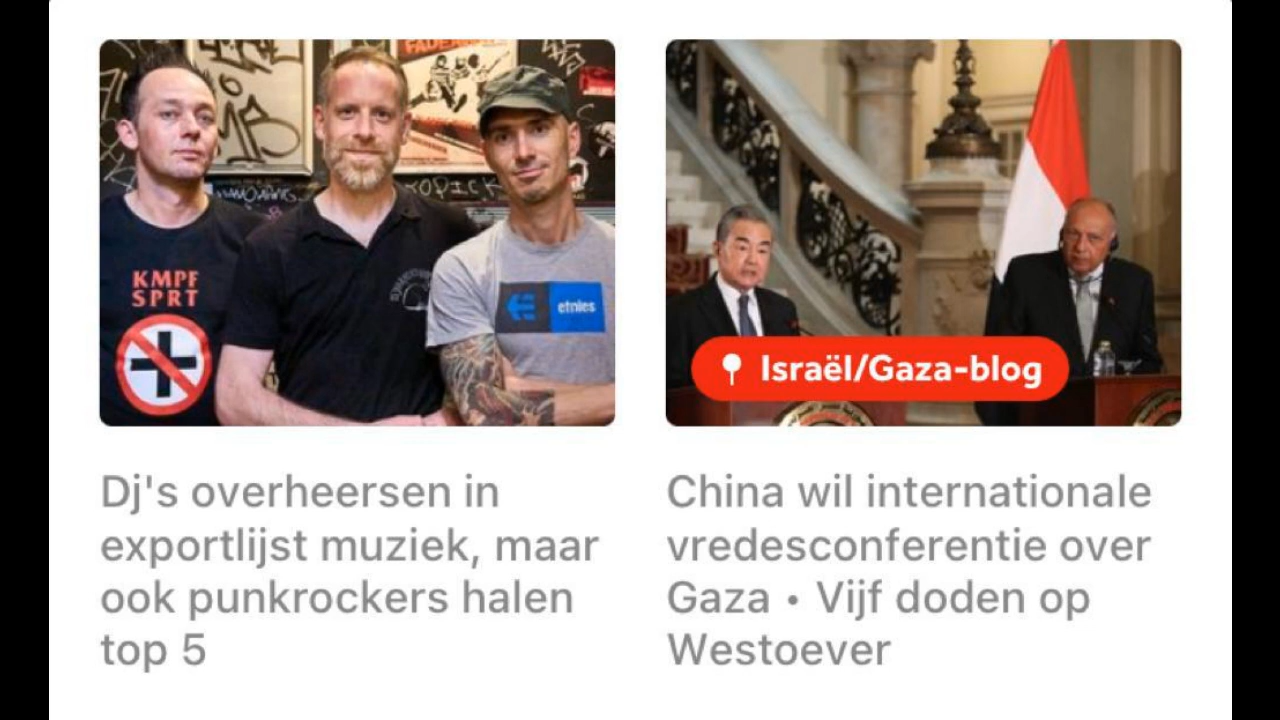 FADERH
KMPF
SPRT
etnies
Israël/Gaza-blog
Dj's overheersen in
exportlijst muziek, maar
ook punkrockers halen
top 5
China wil internationale
vredesconferentie over
Gaza • Vijf doden op
Westoever